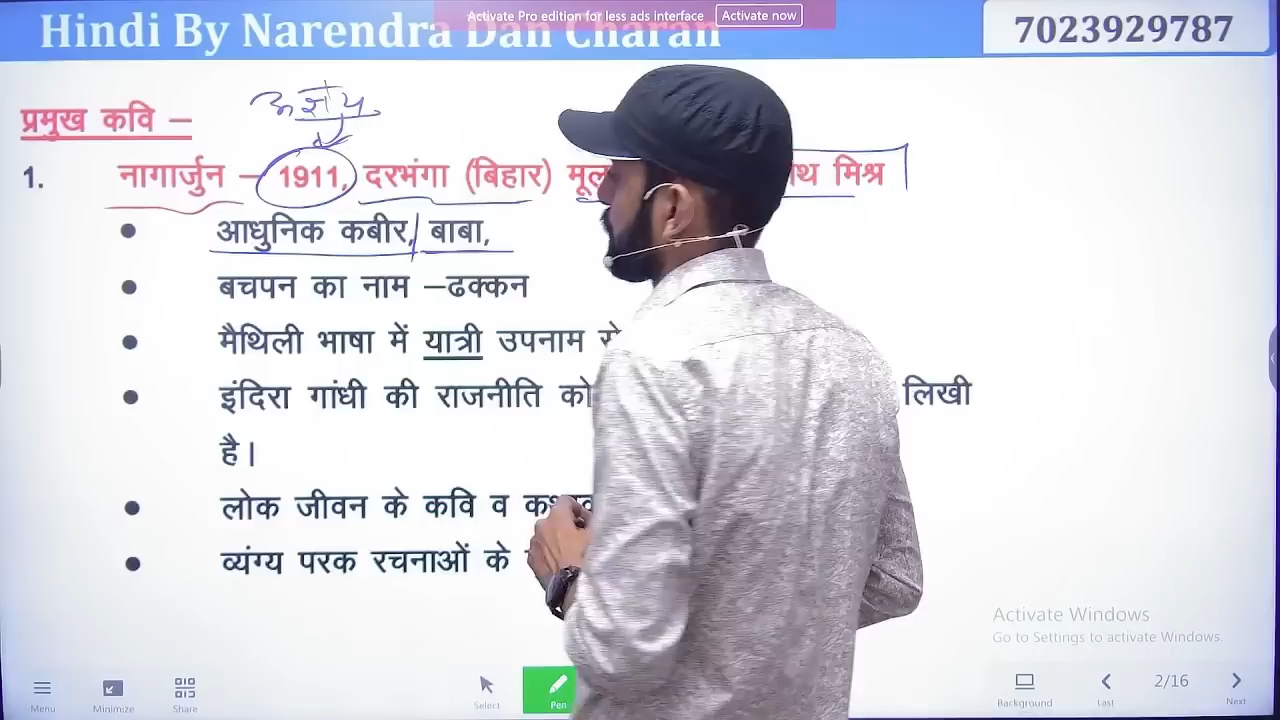 Activate Pro edition for less ads interface Activate now
Hindi By Narendra Dan Charan
7023929787
अज्ञेय
प्रमुख कवि –
1. नागार्जुन – 1911, दरभंगा (बिहार) मिश्र
आधुनिक कबीर, बाबा,
बचपन का नाम –ढक्कन
मैथिली भाषा में यात्री उपनाम
इंदिरा गांधी की राजनीति को लिखी
है।
लोक जीवन के कवि व
व्यंग्य परक रचनाओं के
Activate Windows
Go to Settings to activate Windows.
Menu Minimize Share Select Pen Background Last 2/16 Next